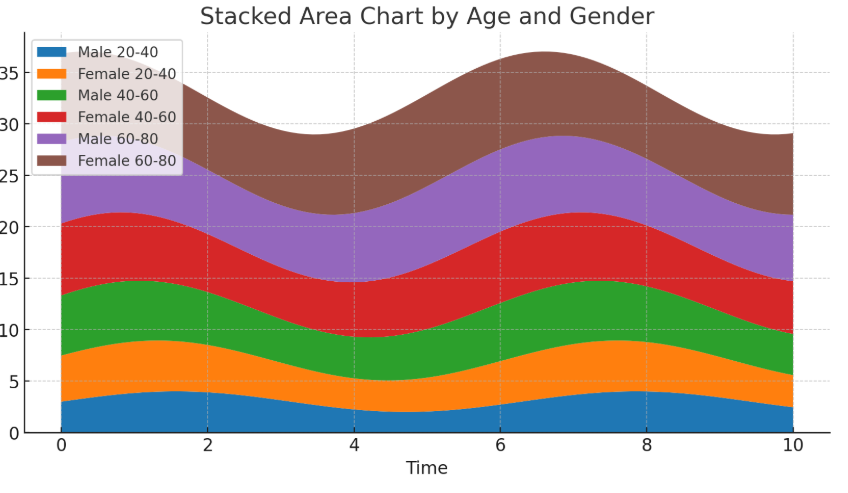 Stacked Area Chart by Age and Gender
Male 20-40
Female 20-40
Male 40-60
Female 40-60
Male 60-80
Female 60-80
35
30
25
20
15
10
5
0
0 2 4 6 8 10
Time